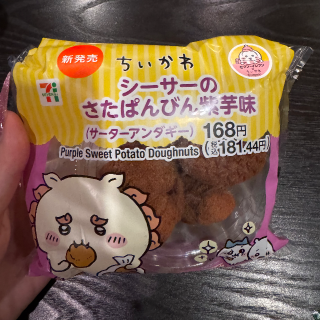 新発売
ちいかわ
シーサーの
さたぱんびん紫芋味
(サーターアンダギー) 168円
Purple Sweet Potato Doughnuts (税込181.44円)